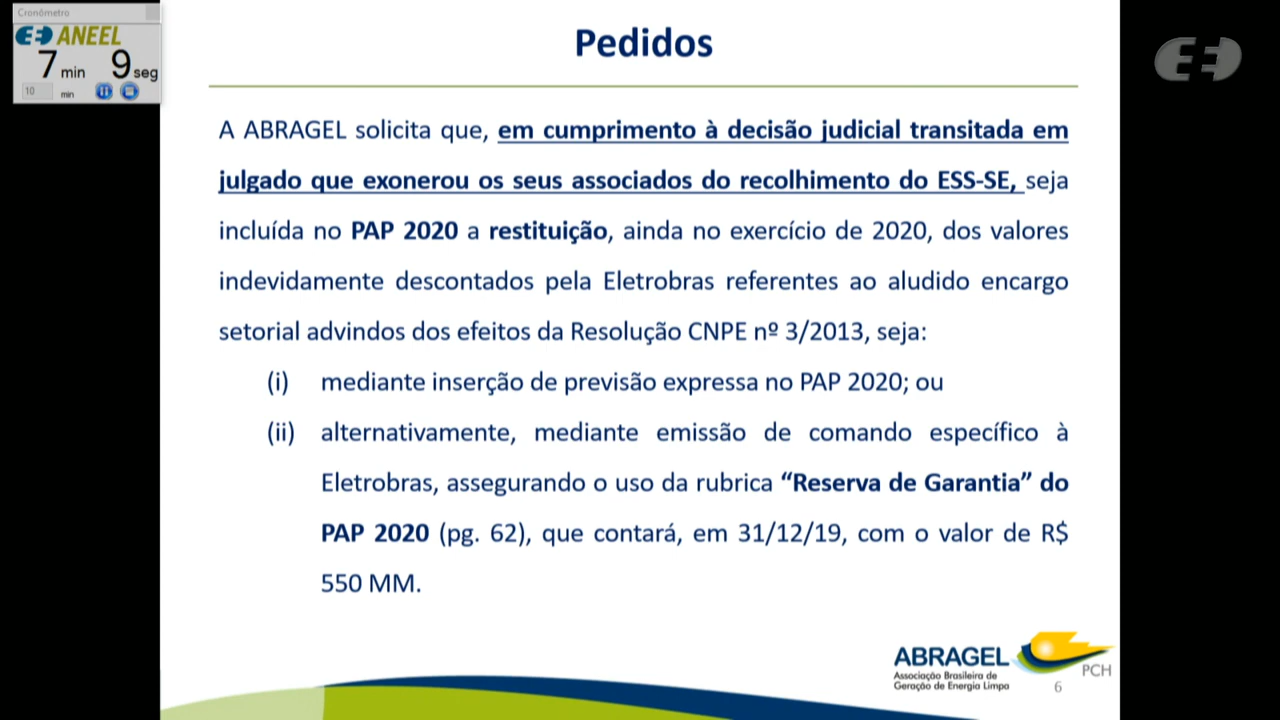 Cronômetro
ANEEL
7 min 9 seg
10 min
Pedidos
A ABRAGEL solicita que, em cumprimento à decisão judicial transitada em
julgado que exonerou os seus associados do recolhimento do ESS-SE, seja
incluída no PAP 2020 a restituição, ainda no exercício de 2020, dos valores
indevidamente descontados pela Eletrobras referentes ao aludido encargo
setorial advindos dos efeitos da Resolução CNPE nº 3/2013, seja:
(i) mediante inserção de previsão expressa no PAP 2020; ou
(ii) alternativamente, mediante emissão de comando específico à
Eletrobras, assegurando o uso da rubrica “Reserva de Garantia” do
PAP 2020 (pg. 62), que contará, em 31/12/19, com o valor de R$
550 MM.
ABRAGEL
Associação Brasileira de
Geração de Energia Limpa
PCH
6